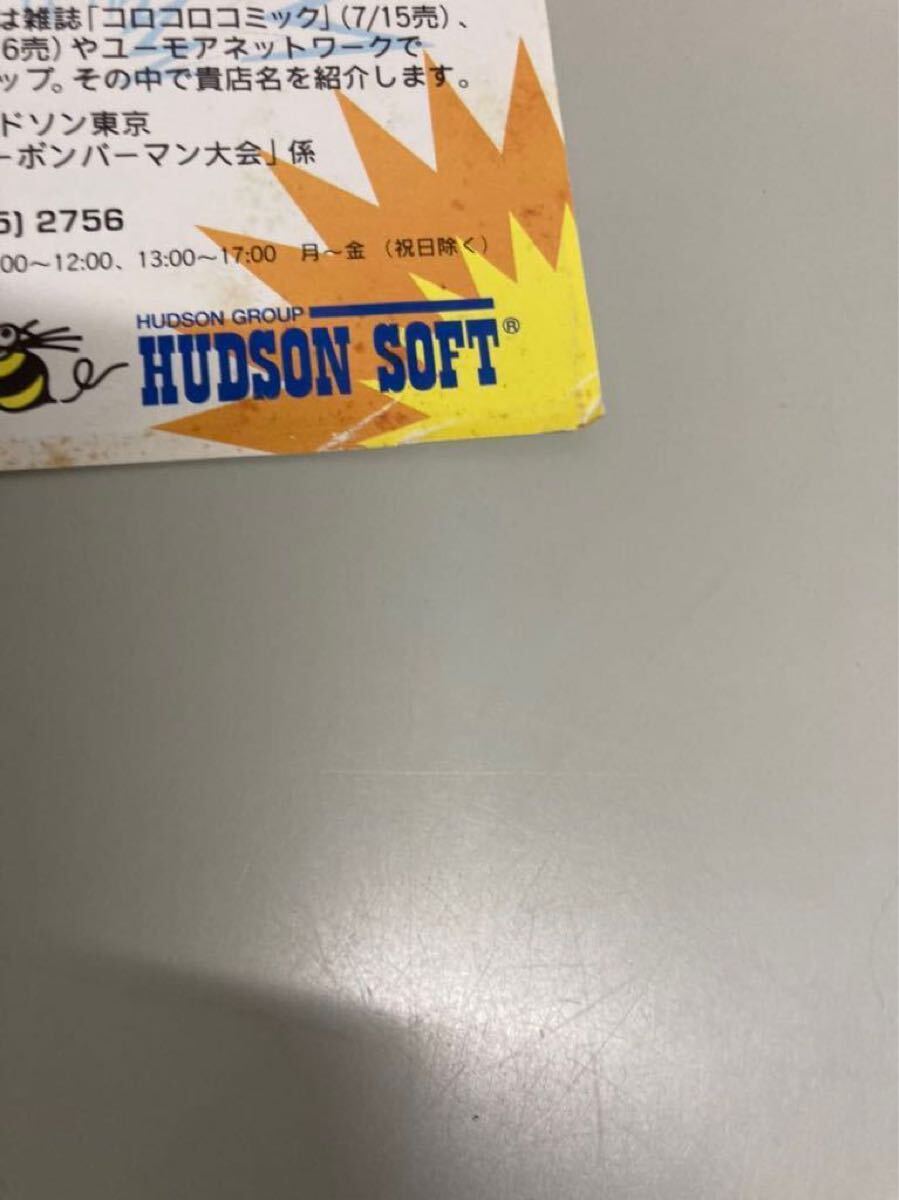 は雑誌「コロコロコミック」(7/15売)、
6売)やユーモアネットワークで
ップ。その中で貴店名を紹介します。
ドソン東京
ーボンバーマン大会」係
5) 2756
00〜12:00、13:00〜17:00 月〜金 (祝日除く)
HUDSON GROUP
HUDSON SOFT®